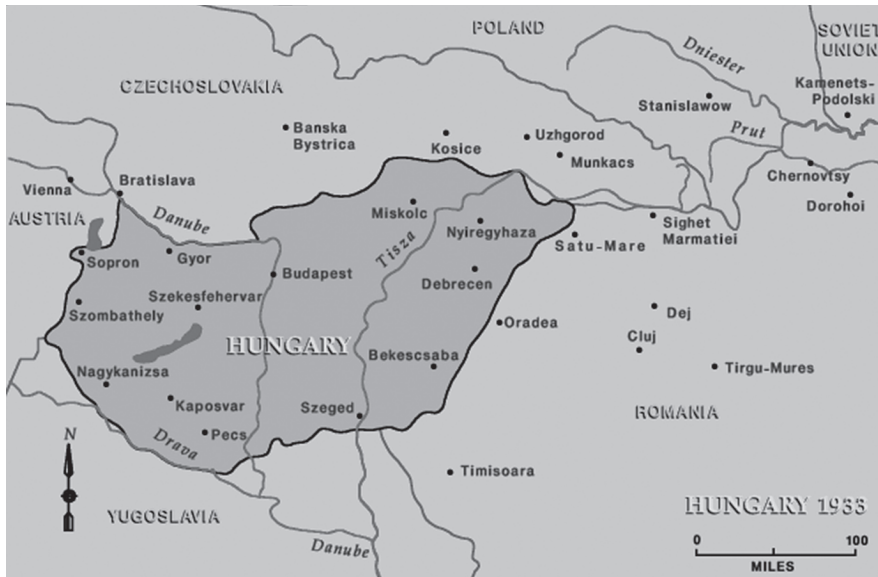 POLAND
SOVIET
UNION
Dniester
CZECHOSLOVAKIA
Kamenets-
Podolski
Stanislawow
Banska
Bystrica
Kosice
Uzhgorod
Prut
Munkacs
Chernovtsy
Vienna
Bratislava
Dorohoi
AUSTRIA
Danube
Miskolc
Nyiregyhaza
Sighet
Marmatiei
Satu-Mare
Tisza
Sopron
Gyor
Budapest
Debrecen
Szekesfehervar
Szombathely
Oradea
Dej
HUNGARY
Cluj
Bekescsaba
Tirgu-Mures
Nagykanizsa
Kaposvar
Szeged
ROMANIA
N
Drava
Pecs
Timisoara
HUNGARY 1933
YUGOSLAVIA
Danube
0 100
MILES